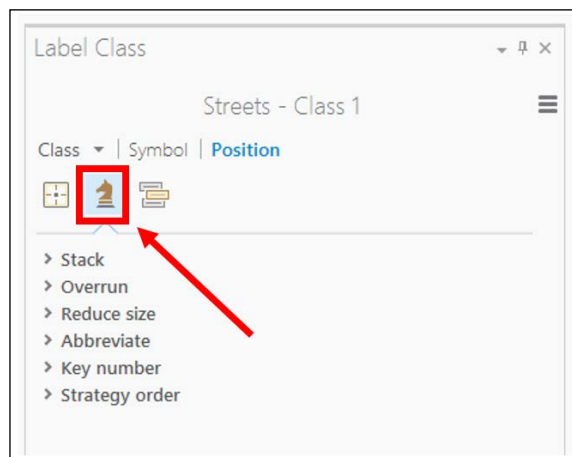 Label Class
Streets - Class 1
Class | Symbol | Position
Stack
Overrun
Reduce size
Abbreviate
Key number
Strategy order